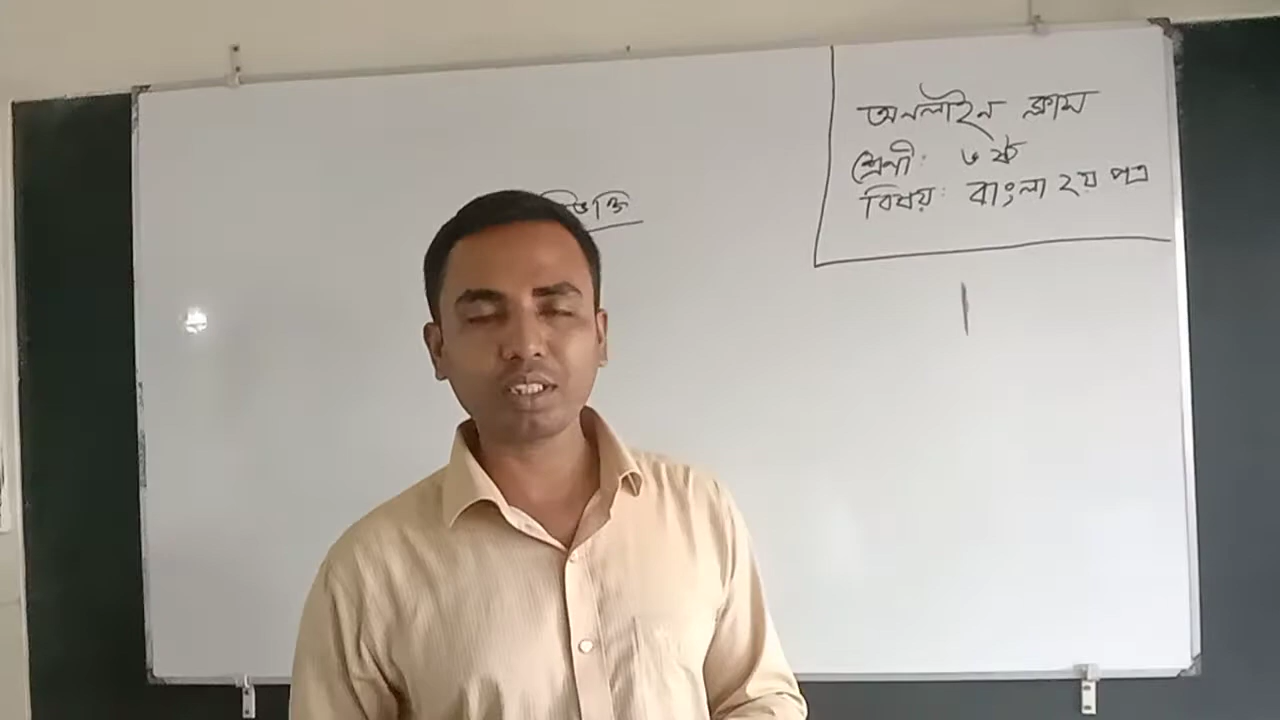 অনলাইন ক্লাস
শ্রেণী: ৬ষ্ঠ
বিষয়: বাংলা ২য় পত্র